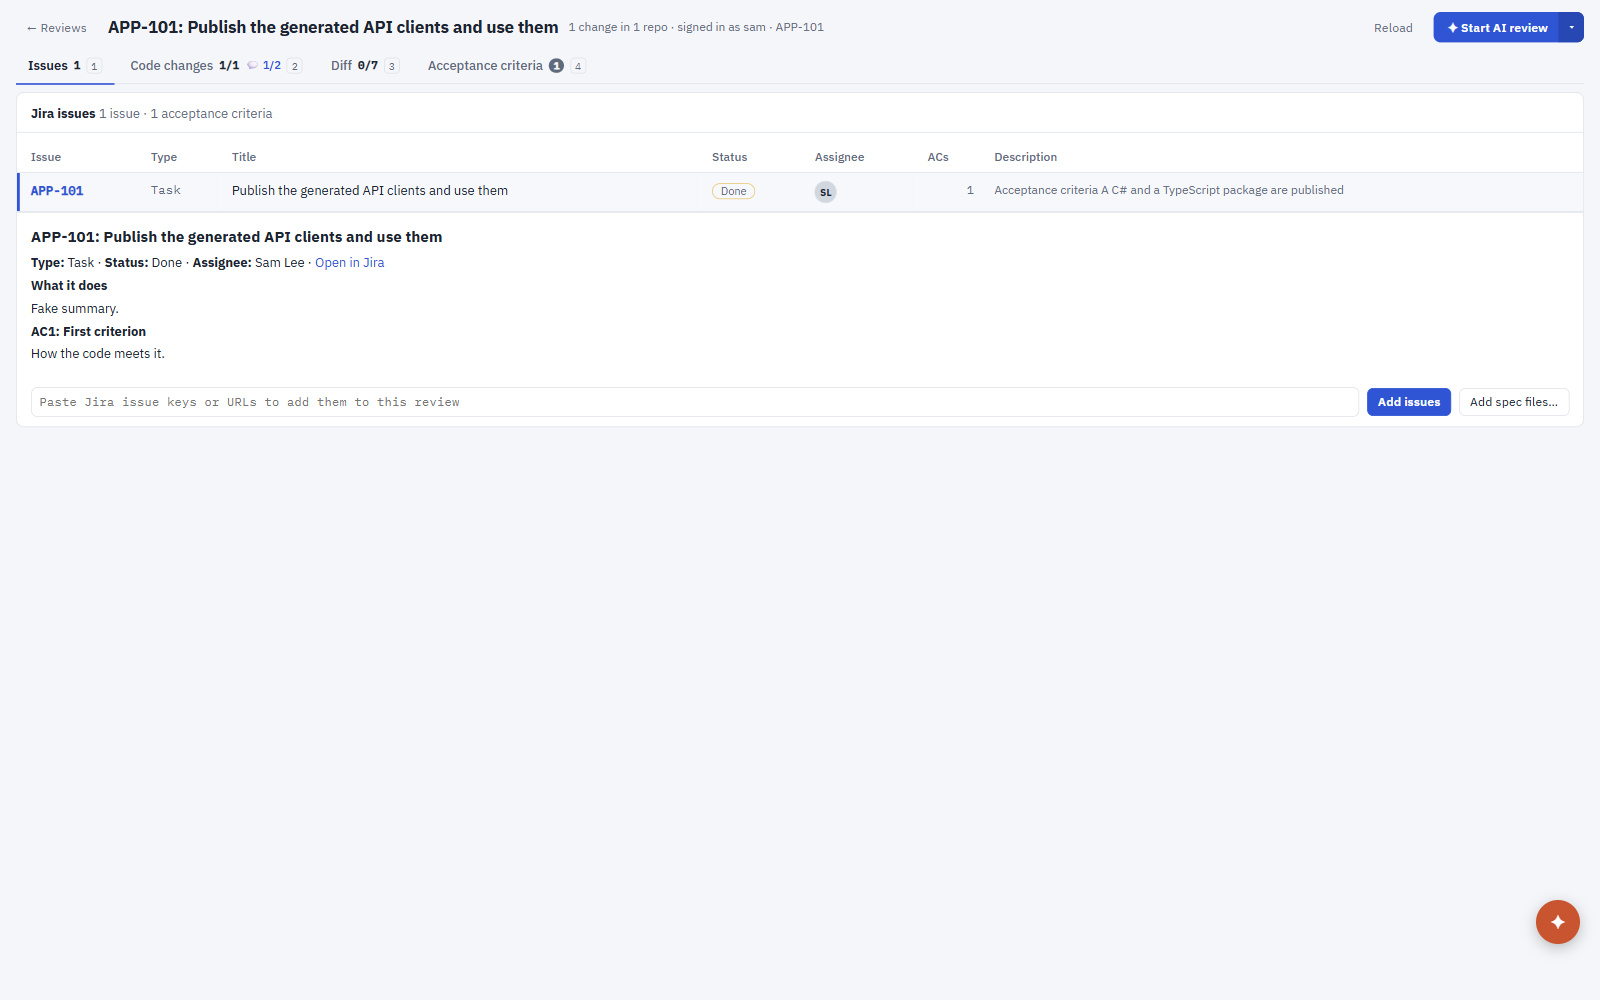 ← Reviews APP-101: Publish the generated API clients and use them 1 change in 1 repo · signed in as sam · APP-101 Reload ✦ Start AI review
Issues 1 1 Code changes 1/1 1/2 2 Diff 0/7 3 Acceptance criteria 1 4
Jira issues 1 issue · 1 acceptance criteria
Issue Type Title Status Assignee ACs Description
APP-101 Task Publish the generated API clients and use them Done SL 1 Acceptance criteria A C# and a TypeScript package are published
APP-101: Publish the generated API clients and use them
Type: Task · Status: Done · Assignee: Sam Lee · Open in Jira
What it does
Fake summary.
AC1: First criterion
How the code meets it.
Paste Jira issue keys or URLs to add them to this review Add issues Add spec files...